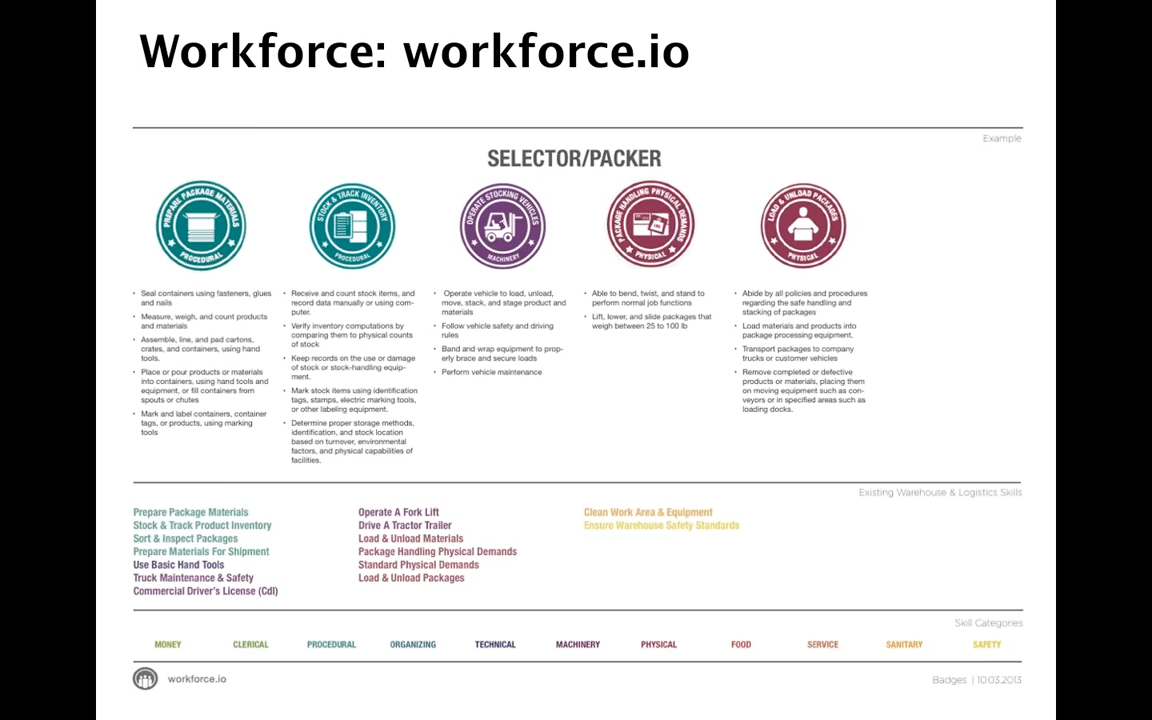 Workforce: workforce.io
Example
SELECTOR/PACKER
PREPARE PACKAGE MATERIALS
PROCEDURAL
STOCK & TRACK INVENTORY
PROCEDURAL
OPERATE STOCKING VEHICLES
MACHINERY
PACKAGE HANDLING PHYSICAL DEMANDS
PHYSICAL
LOAD & UNLOAD PACKAGES
PHYSICAL
• Seal containers using fasteners, glues
and nails
• Measure, weigh, and count products
and materials
• Assemble, line, and pad cartons,
crates, and containers, using hand
tools.
• Place or pour products or materials
into containers, using hand tools and
equipment, or fill containers from
spouts or chutes
• Mark and label containers, container
tags, or products, using marking
tools
• Receive and count stock items, and
record data manually or using com-
puter.
• Verify inventory computations by
comparing them to physical counts
of stock
• Keep records on the use or damage
of stock or stock-handling equip-
ment.
• Mark stock items using identification
tags, stamps, electric marking tools,
or other labeling equipment.
• Determine proper storage methods,
identification, and stock location
based on turnover, environmental
factors, and physical capabilities of
facilities.
• Operate vehicle to load, unload,
move, stack, and stage product and
materials
• Follow vehicle safety and driving
rules
• Band and wrap equipment to prop-
erly brace and secure loads
• Perform vehicle maintenance
• Able to bend, twist, and stand to
perform normal job functions
• Lift, lower, and slide packages that
weigh between 25 to 100 lb
• Abide by all policies and procedures
regarding the safe handling and
stacking of packages
• Load materials and products into
package processing equipment.
• Transport packages to company
trucks or customer vehicles
• Remove completed or defective
products or materials, placing them
on moving equipment such as con-
veyors or in specified areas such as
loading docks.
Existing Warehouse & Logistics Skills
Prepare Package Materials
Stock & Track Product Inventory
Sort & Inspect Packages
Prepare Materials For Shipment
Use Basic Hand Tools
Truck Maintenance & Safety
Commercial Driver's License (Cdl)
Operate A Fork Lift
Drive A Tractor Trailer
Load & Unload Materials
Package Handling Physical Demands
Standard Physical Demands
Load & Unload Packages
Clean Work Area & Equipment
Ensure Warehouse Safety Standards
Skill Categories
MONEY CLERICAL PROCEDURAL ORGANIZING TECHNICAL MACHINERY PHYSICAL FOOD SERVICE SANITARY SAFETY
workforce.io
Badges | 10.03.2013